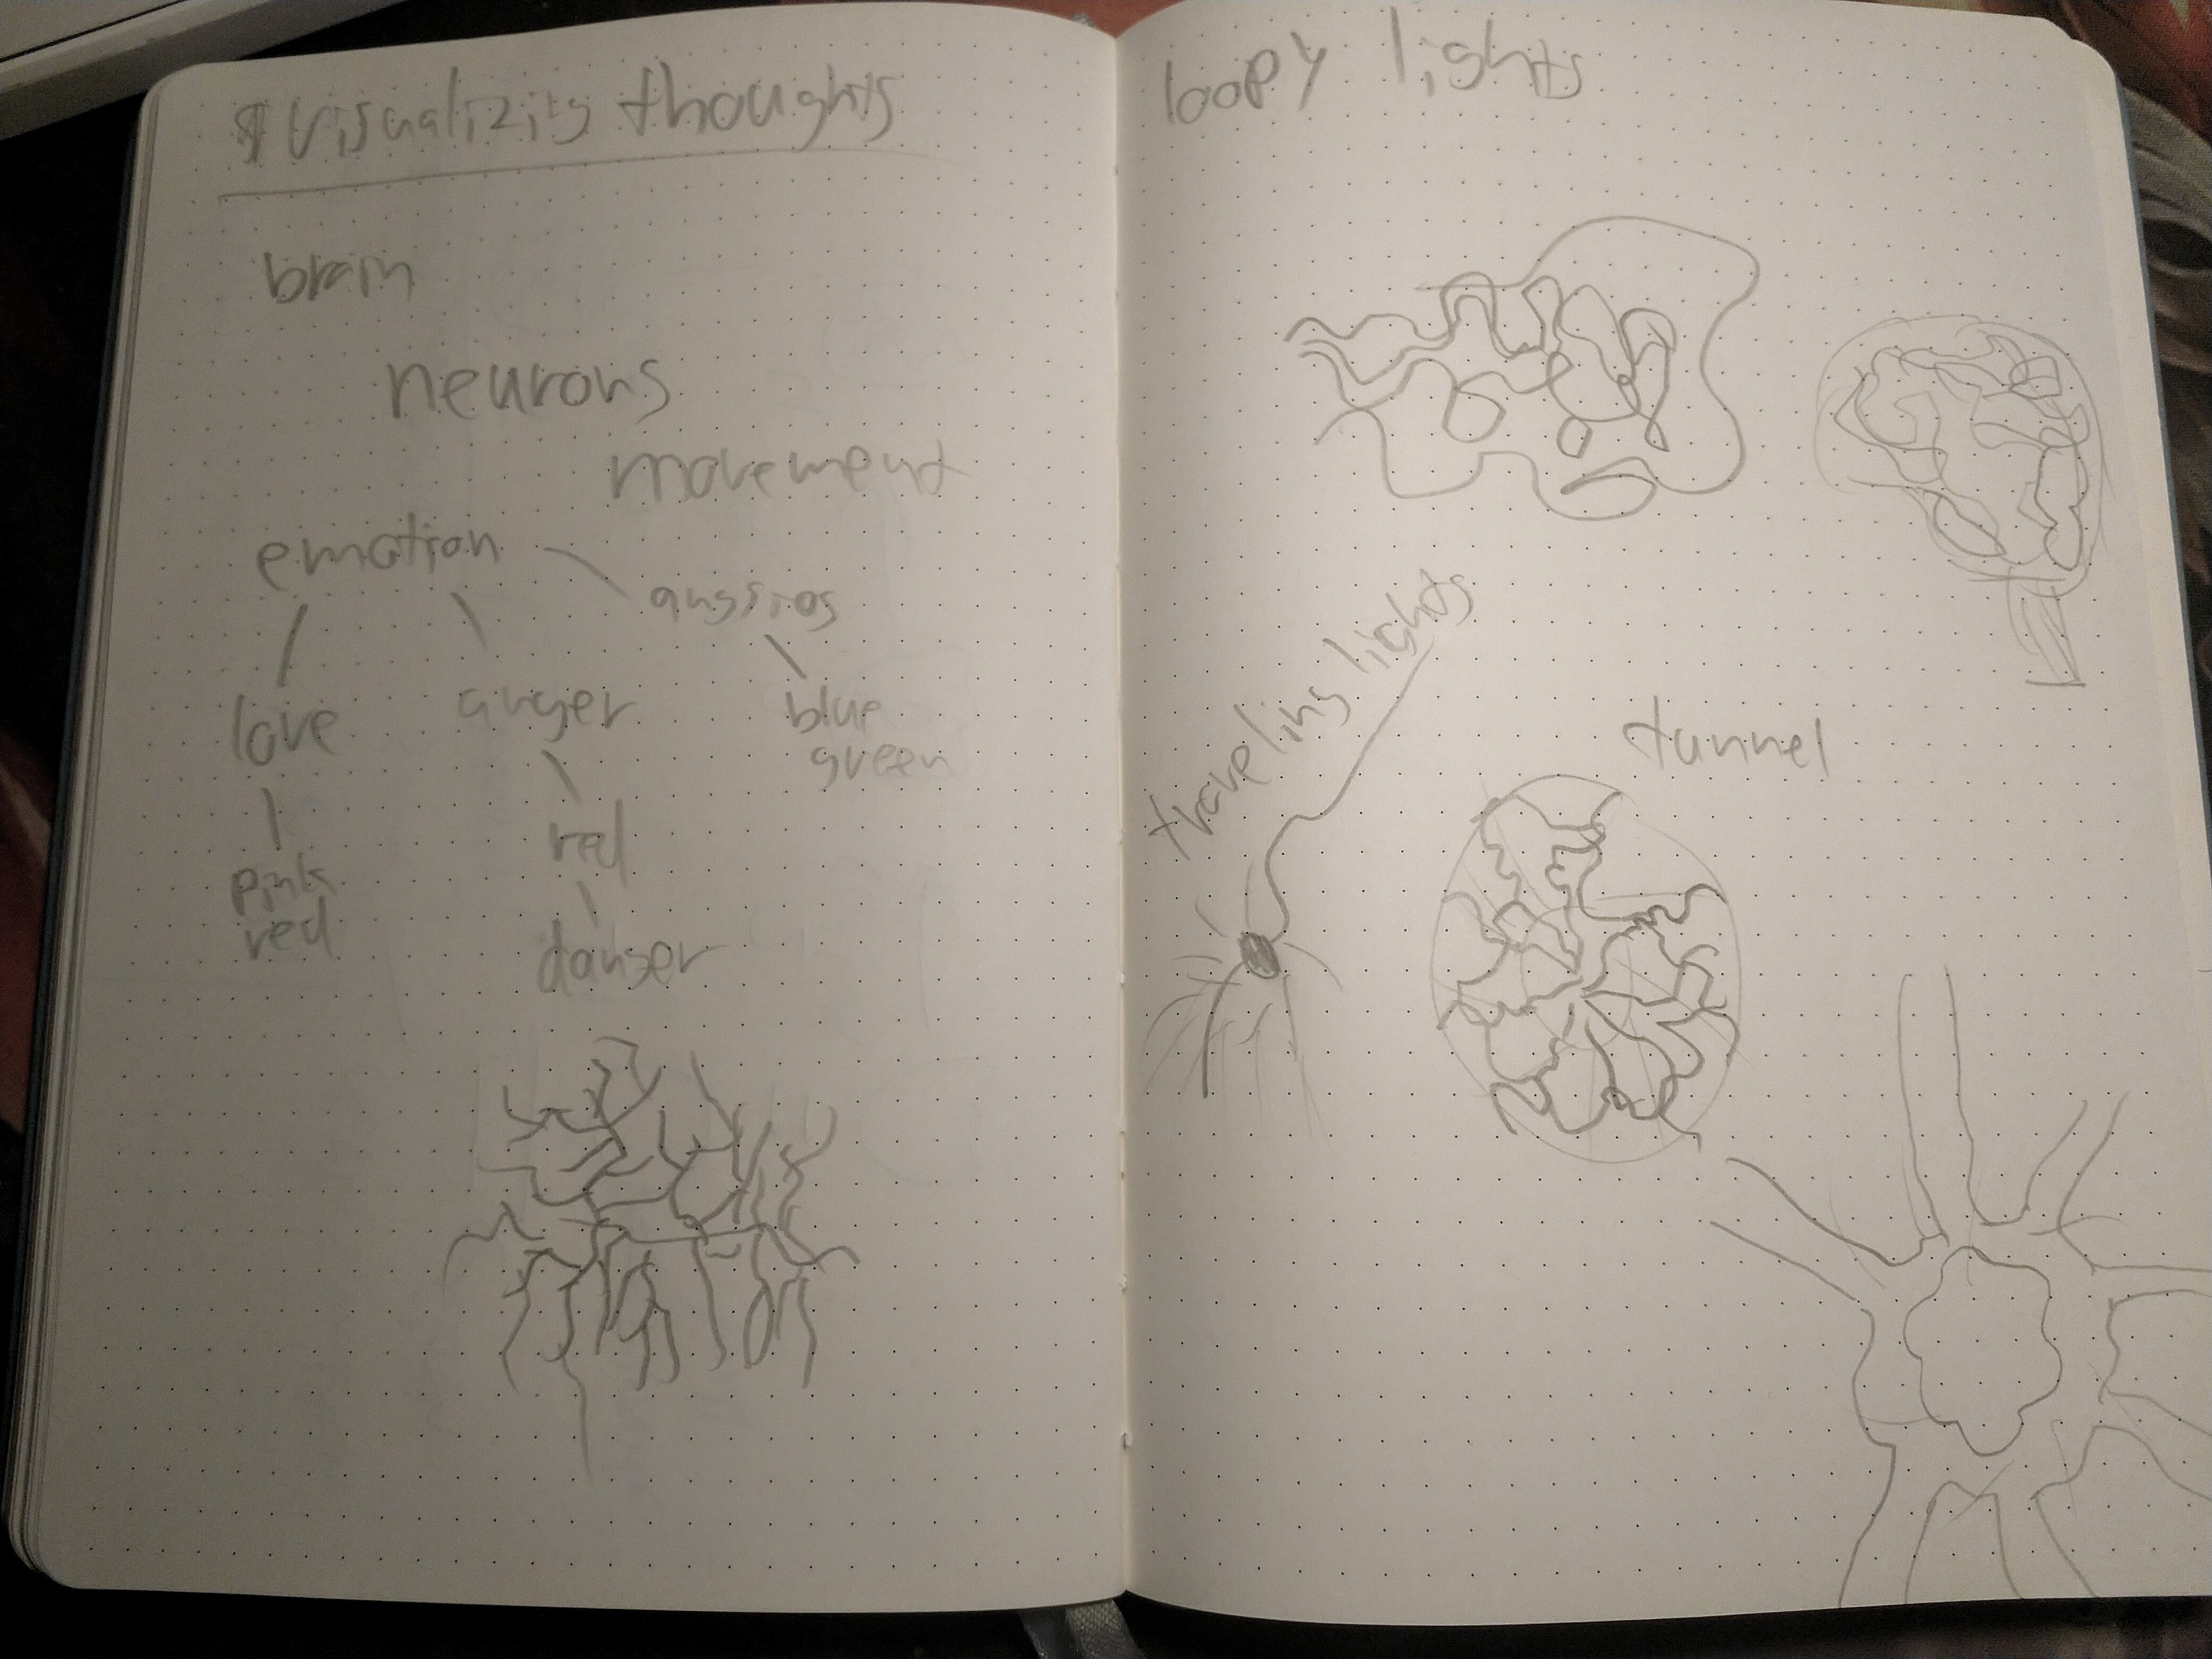 visualizing thoughts
brain
neurons
movement
emotion
love
anger
blue
green
pink
red
red
danger
loopy lights
traveling lights
tunnel